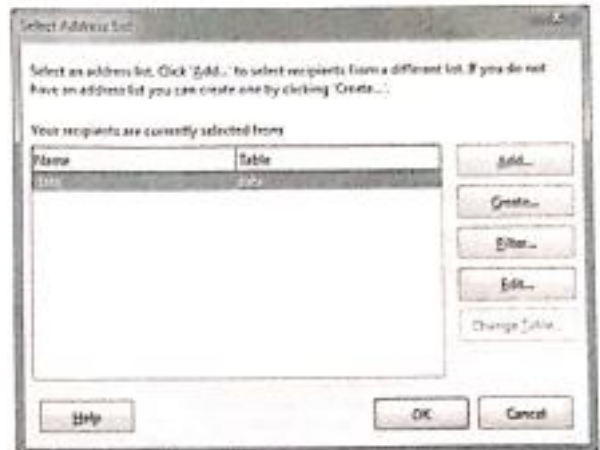 Select Address List
Select an address list. Click 'Add...' to select recipients from a different list. If you do not
have an address list you can create one by clicking 'Create...'.
Your recipients are currently selected from
Name Table
Add...
Create...
Filter...
Edit...
Change Table...
Help OK Cancel